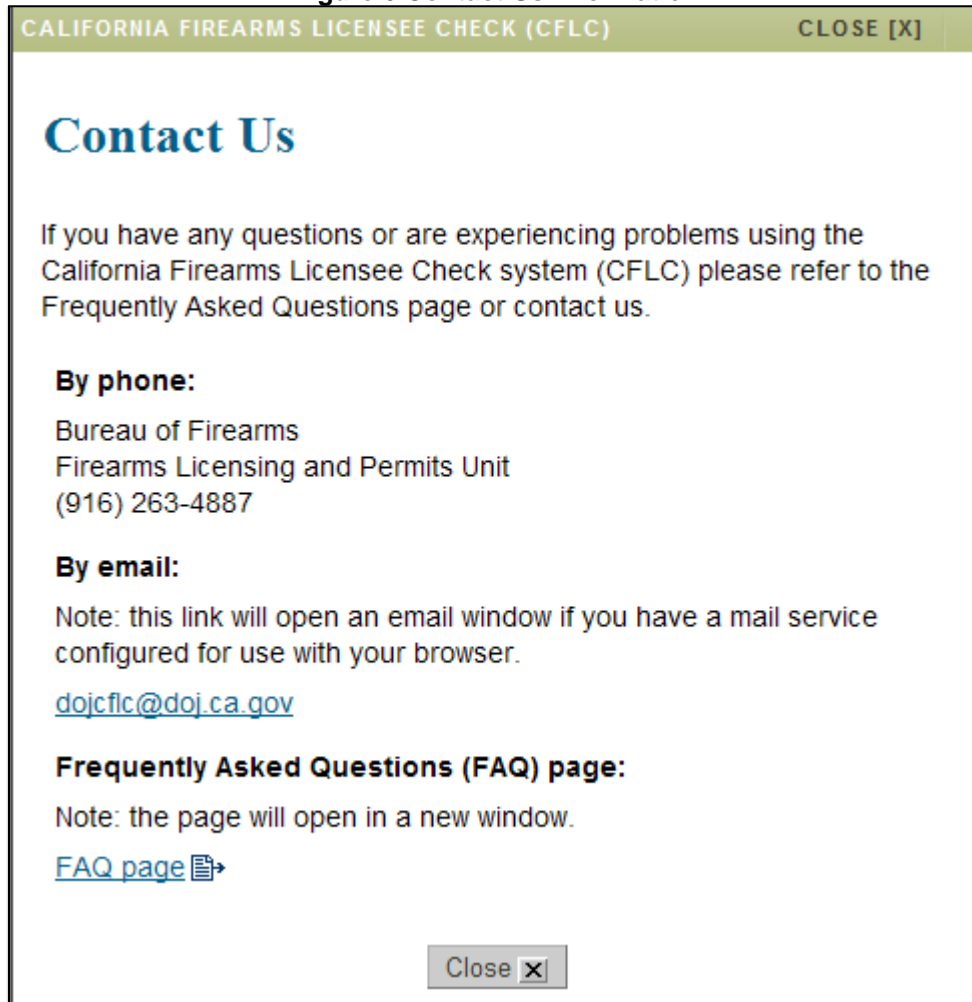 CALIFORNIA FIREARMS LICENSEE CHECK (CFLC) CLOSE [X]
Contact Us
If you have any questions or are experiencing problems using the
California Firearms Licensee Check system (CFLC) please refer to the
Frequently Asked Questions page or contact us.
By phone:
Bureau of Firearms
Firearms Licensing and Permits Unit
(916) 263-4887
By email:
Note: this link will open an email window if you have a mail service
configured for use with your browser.
dojcflc@doj.ca.gov
Frequently Asked Questions (FAQ) page:
Note: the page will open in a new window.
FAQ page
Close X